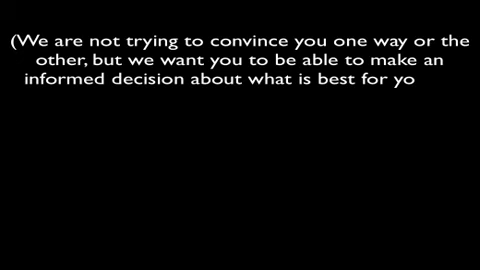 (We are not trying to convince you one way or the
other, but we want you to be able to make an
informed decision about what is best for yo